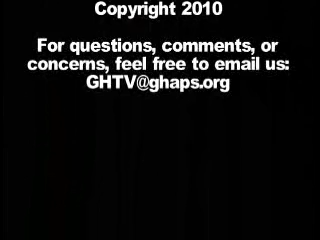 Copyright 2010
For questions, comments, or
concerns, feel free to email us:
GHTV@ghaps.org